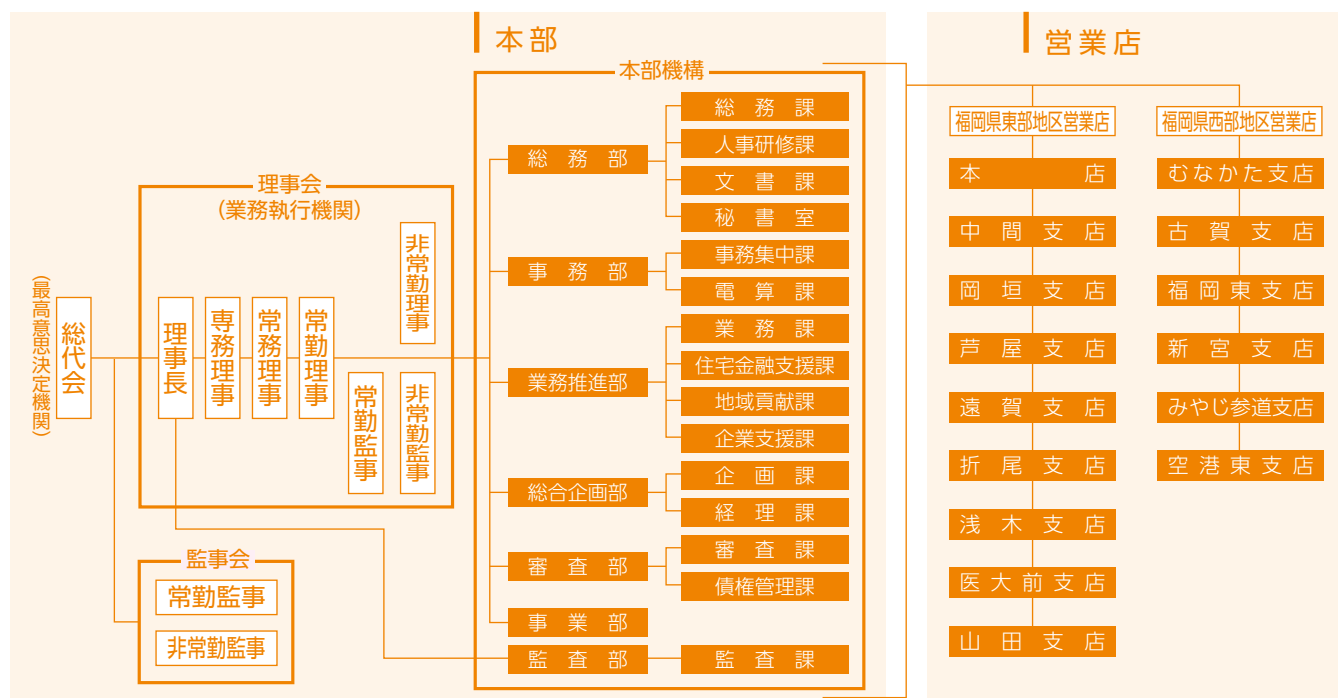 本部
営業店
(最高意思決定機関)
総代会
理事会
(業務執行機関)
理事長
専務理事
常務理事
常勤理事
非常勤理事
常勤監事
非常勤監事
監事会
常勤監事
非常勤監事
本部機構
総務部
総務課
人事研修課
文書課
秘書室
事務部
事務集中課
電算課
業務推進部
業務課
住宅金融支援課
地域貢献課
企業支援課
総合企画部
企画課
経理課
審査部
審査課
債権管理課
事業部
監査部
監査課
福岡県東部地区営業店
本店
中間支店
岡垣支店
芦屋支店
遠賀支店
折尾支店
浅木支店
医大前支店
山田支店
福岡県西部地区営業店
むなかた支店
古賀支店
福岡東支店
新宮支店
みやじ参道支店
空港東支店